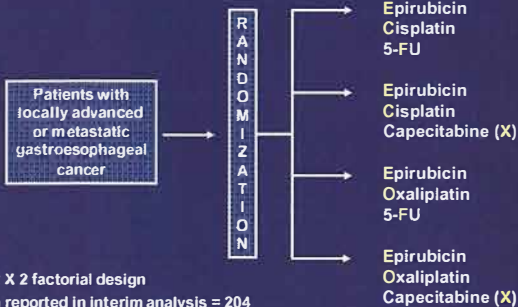 Patients with
locally advanced
or metastatic
gastroesophageal
cancer
RANDOMIZATION
Epirubicin
Cisplatin
5-FU
Epirubicin
Cisplatin
Capecitabine (X)
Epirubicin
Oxaliplatin
5-FU
Epirubicin
Oxaliplatin
Capecitabine (X)
X 2 factorial design
reported in interim analysis = 204